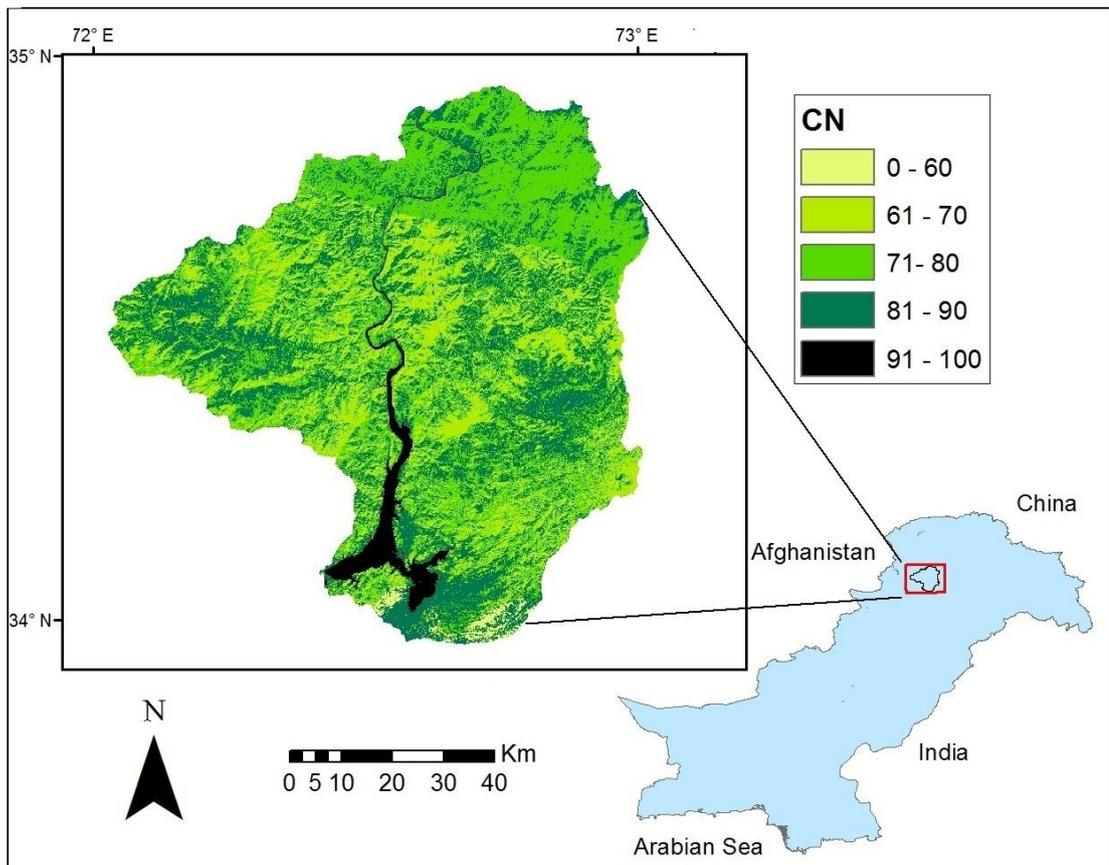 72° E
73° E
35° N
34° N
CN
0 - 60
61 - 70
71- 80
81 - 90
91 - 100
China
Afghanistan
India
Arabian Sea
N
Km
0 5 10 20 30 40